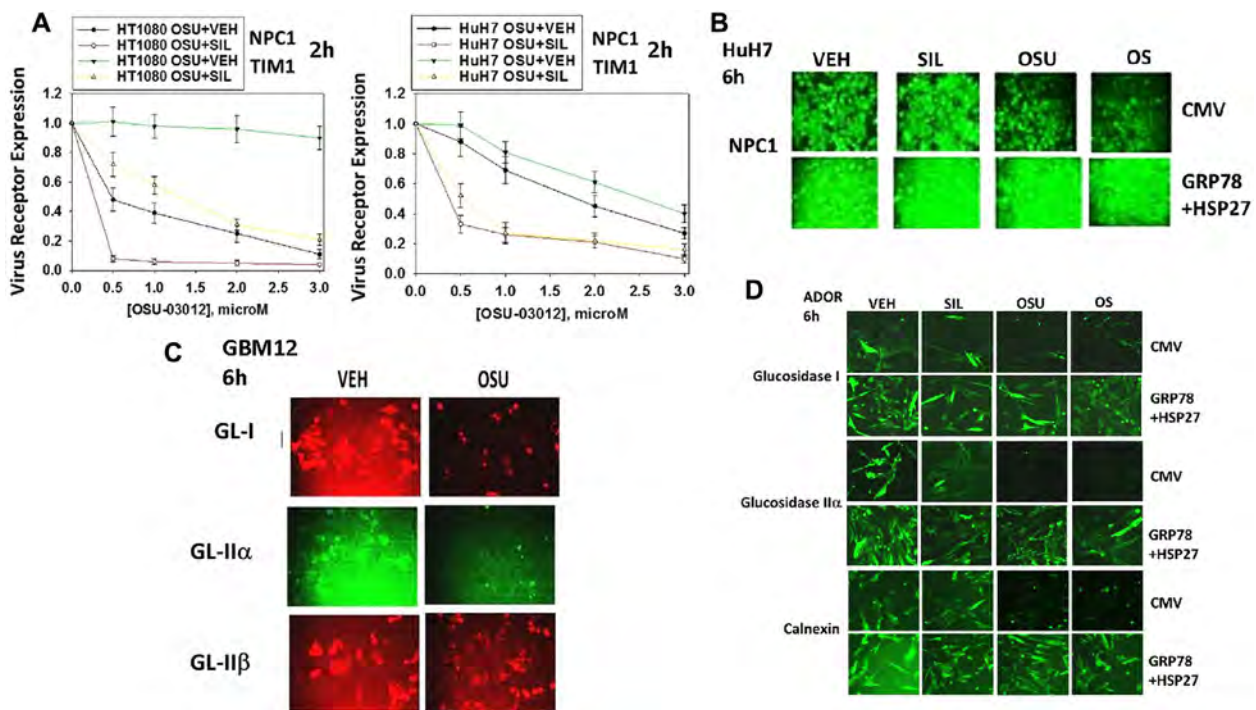 A
HT1080 OSU+VEH
HT1080 OSU+SIL
HT1080 OSU+VEH
HT1080 OSU+SIL
NPC1
TIM1
2h
Virus Receptor Expression
1.2
1.0
0.8
0.6
0.4
0.2
0.0
0.0 0.5 1.0 1.5 2.0 2.5 3.0
[OSU-03012], microM
HuH7 OSU+VEH
HuH7 OSU+SIL
HuH7 OSU+VEH
HuH7 OSU+SIL
NPC1
TIM1
2h
Virus Receptor Expression
1.2
1.0
0.8
0.6
0.4
0.2
0.0
0.0 0.5 1.0 1.5 2.0 2.5 3.0
[OSU-03012], microM
B
HuH7
6h
VEH SIL OSU OS
NPC1
CMV
GRP78
+HSP27
C
GBM12
6h
VEH OSU
GL-I
GL-IIα
GL-IIβ
D
ADOR
6h
VEH SIL OSU OS
Glucosidase I
CMV
GRP78
+HSP27
Glucosidase IIα
CMV
GRP78
+HSP27
Calnexin
CMV
GRP78
+HSP27